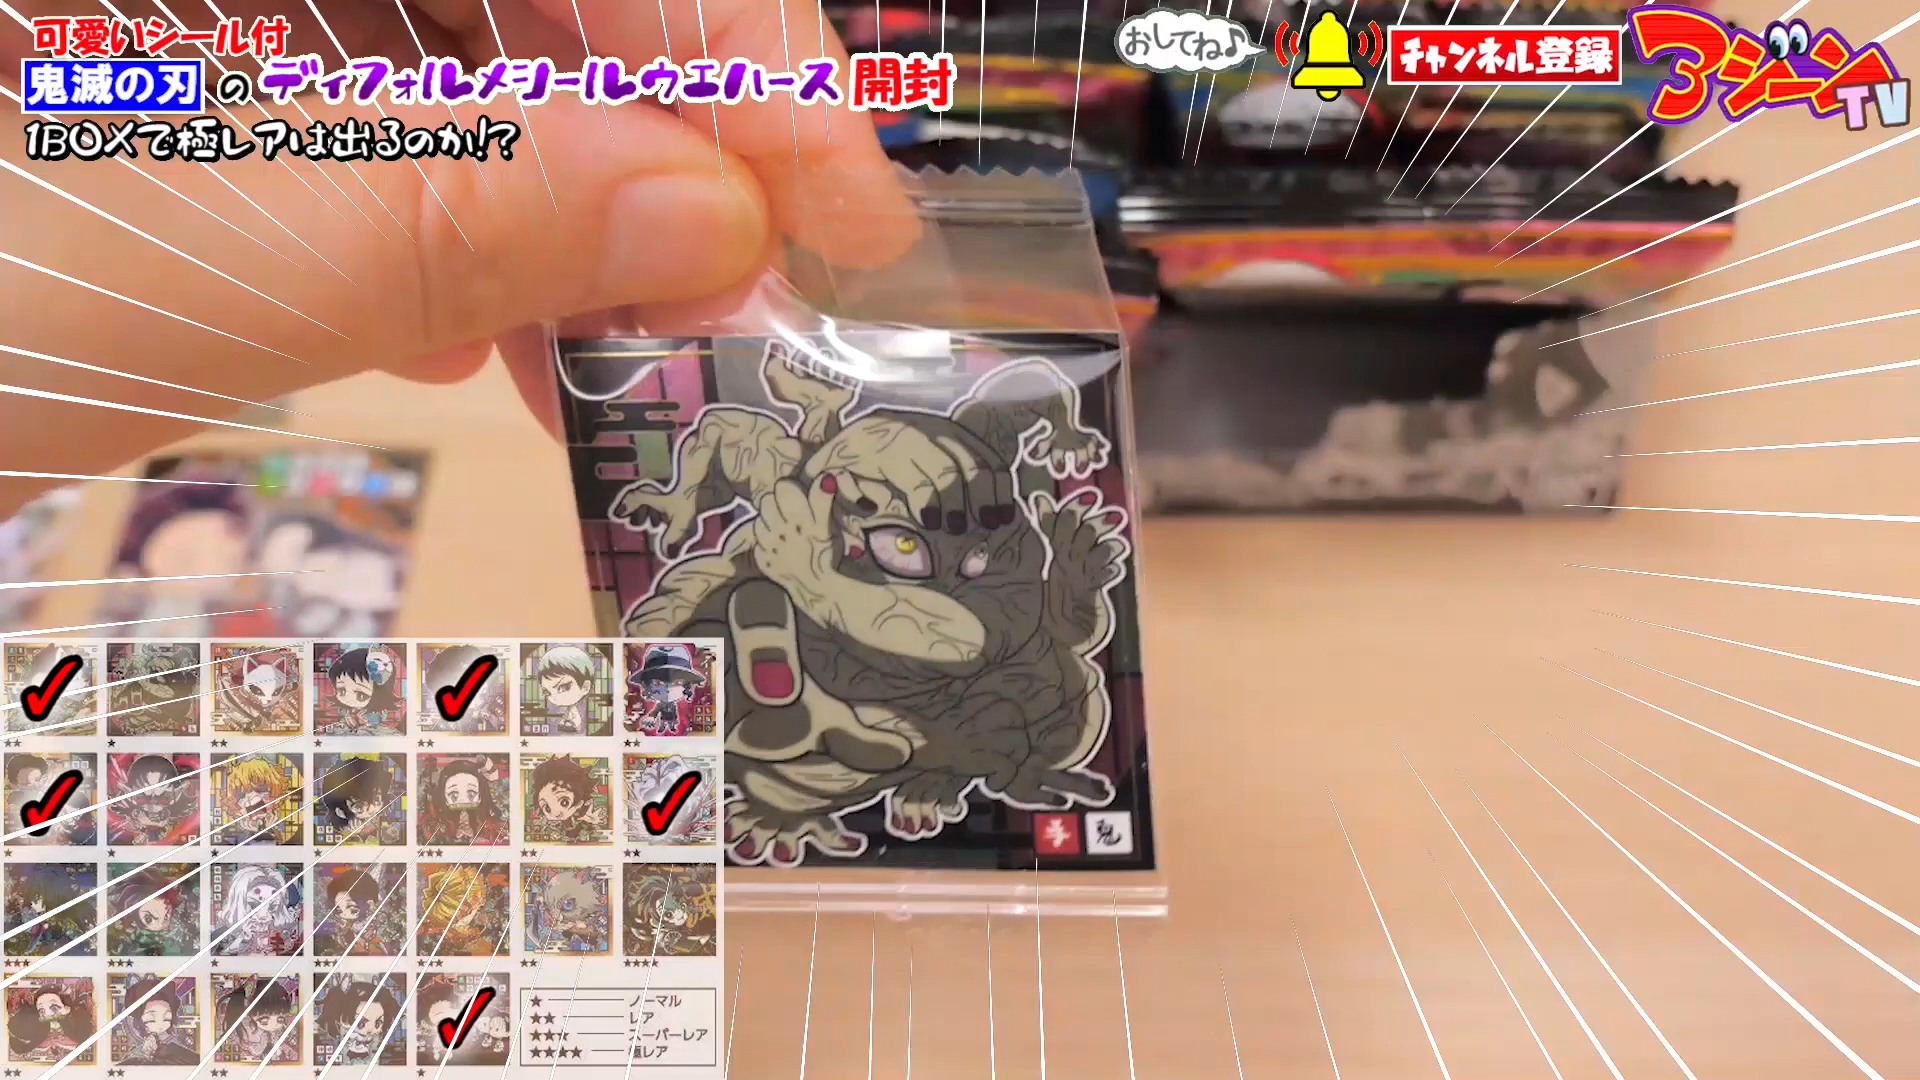 可愛いシール付
鬼滅の刃のディフォルメシールウエハース開封
1BOXで極レアは出るのか!?
おしてね♪
チャンネル登録
3ジーンTV
手鬼
★ ノーマル
★★ レア
★★★ スーパーレア
★★★★ 極レア